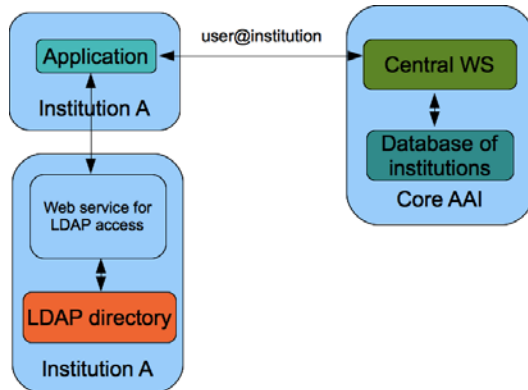 Application
Institution A
user@institution
Central WS
Database of
institutions
Core AAI
Web service for
LDAP access
LDAP directory
Institution A